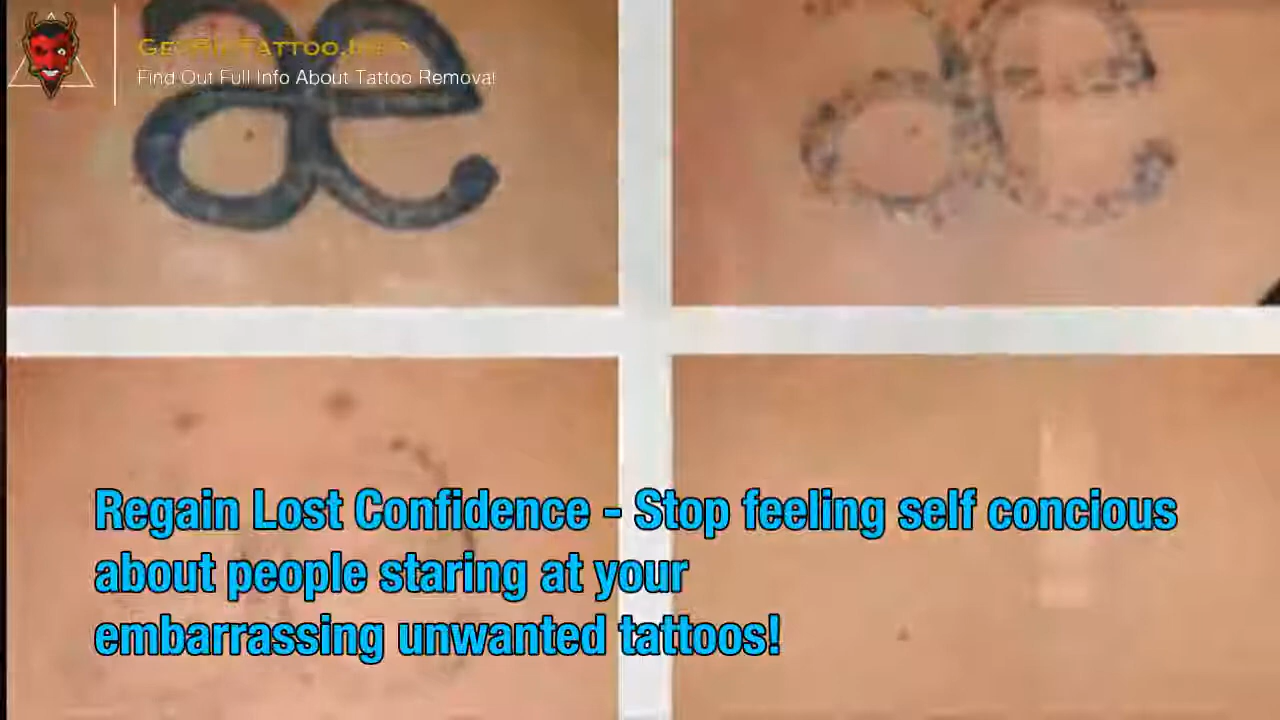 æ æ
Find Out Full Info About Tattoo Removal
Regain Lost Confidence - Stop feeling self concious
about people staring at your
embarrassing unwanted tattoos!